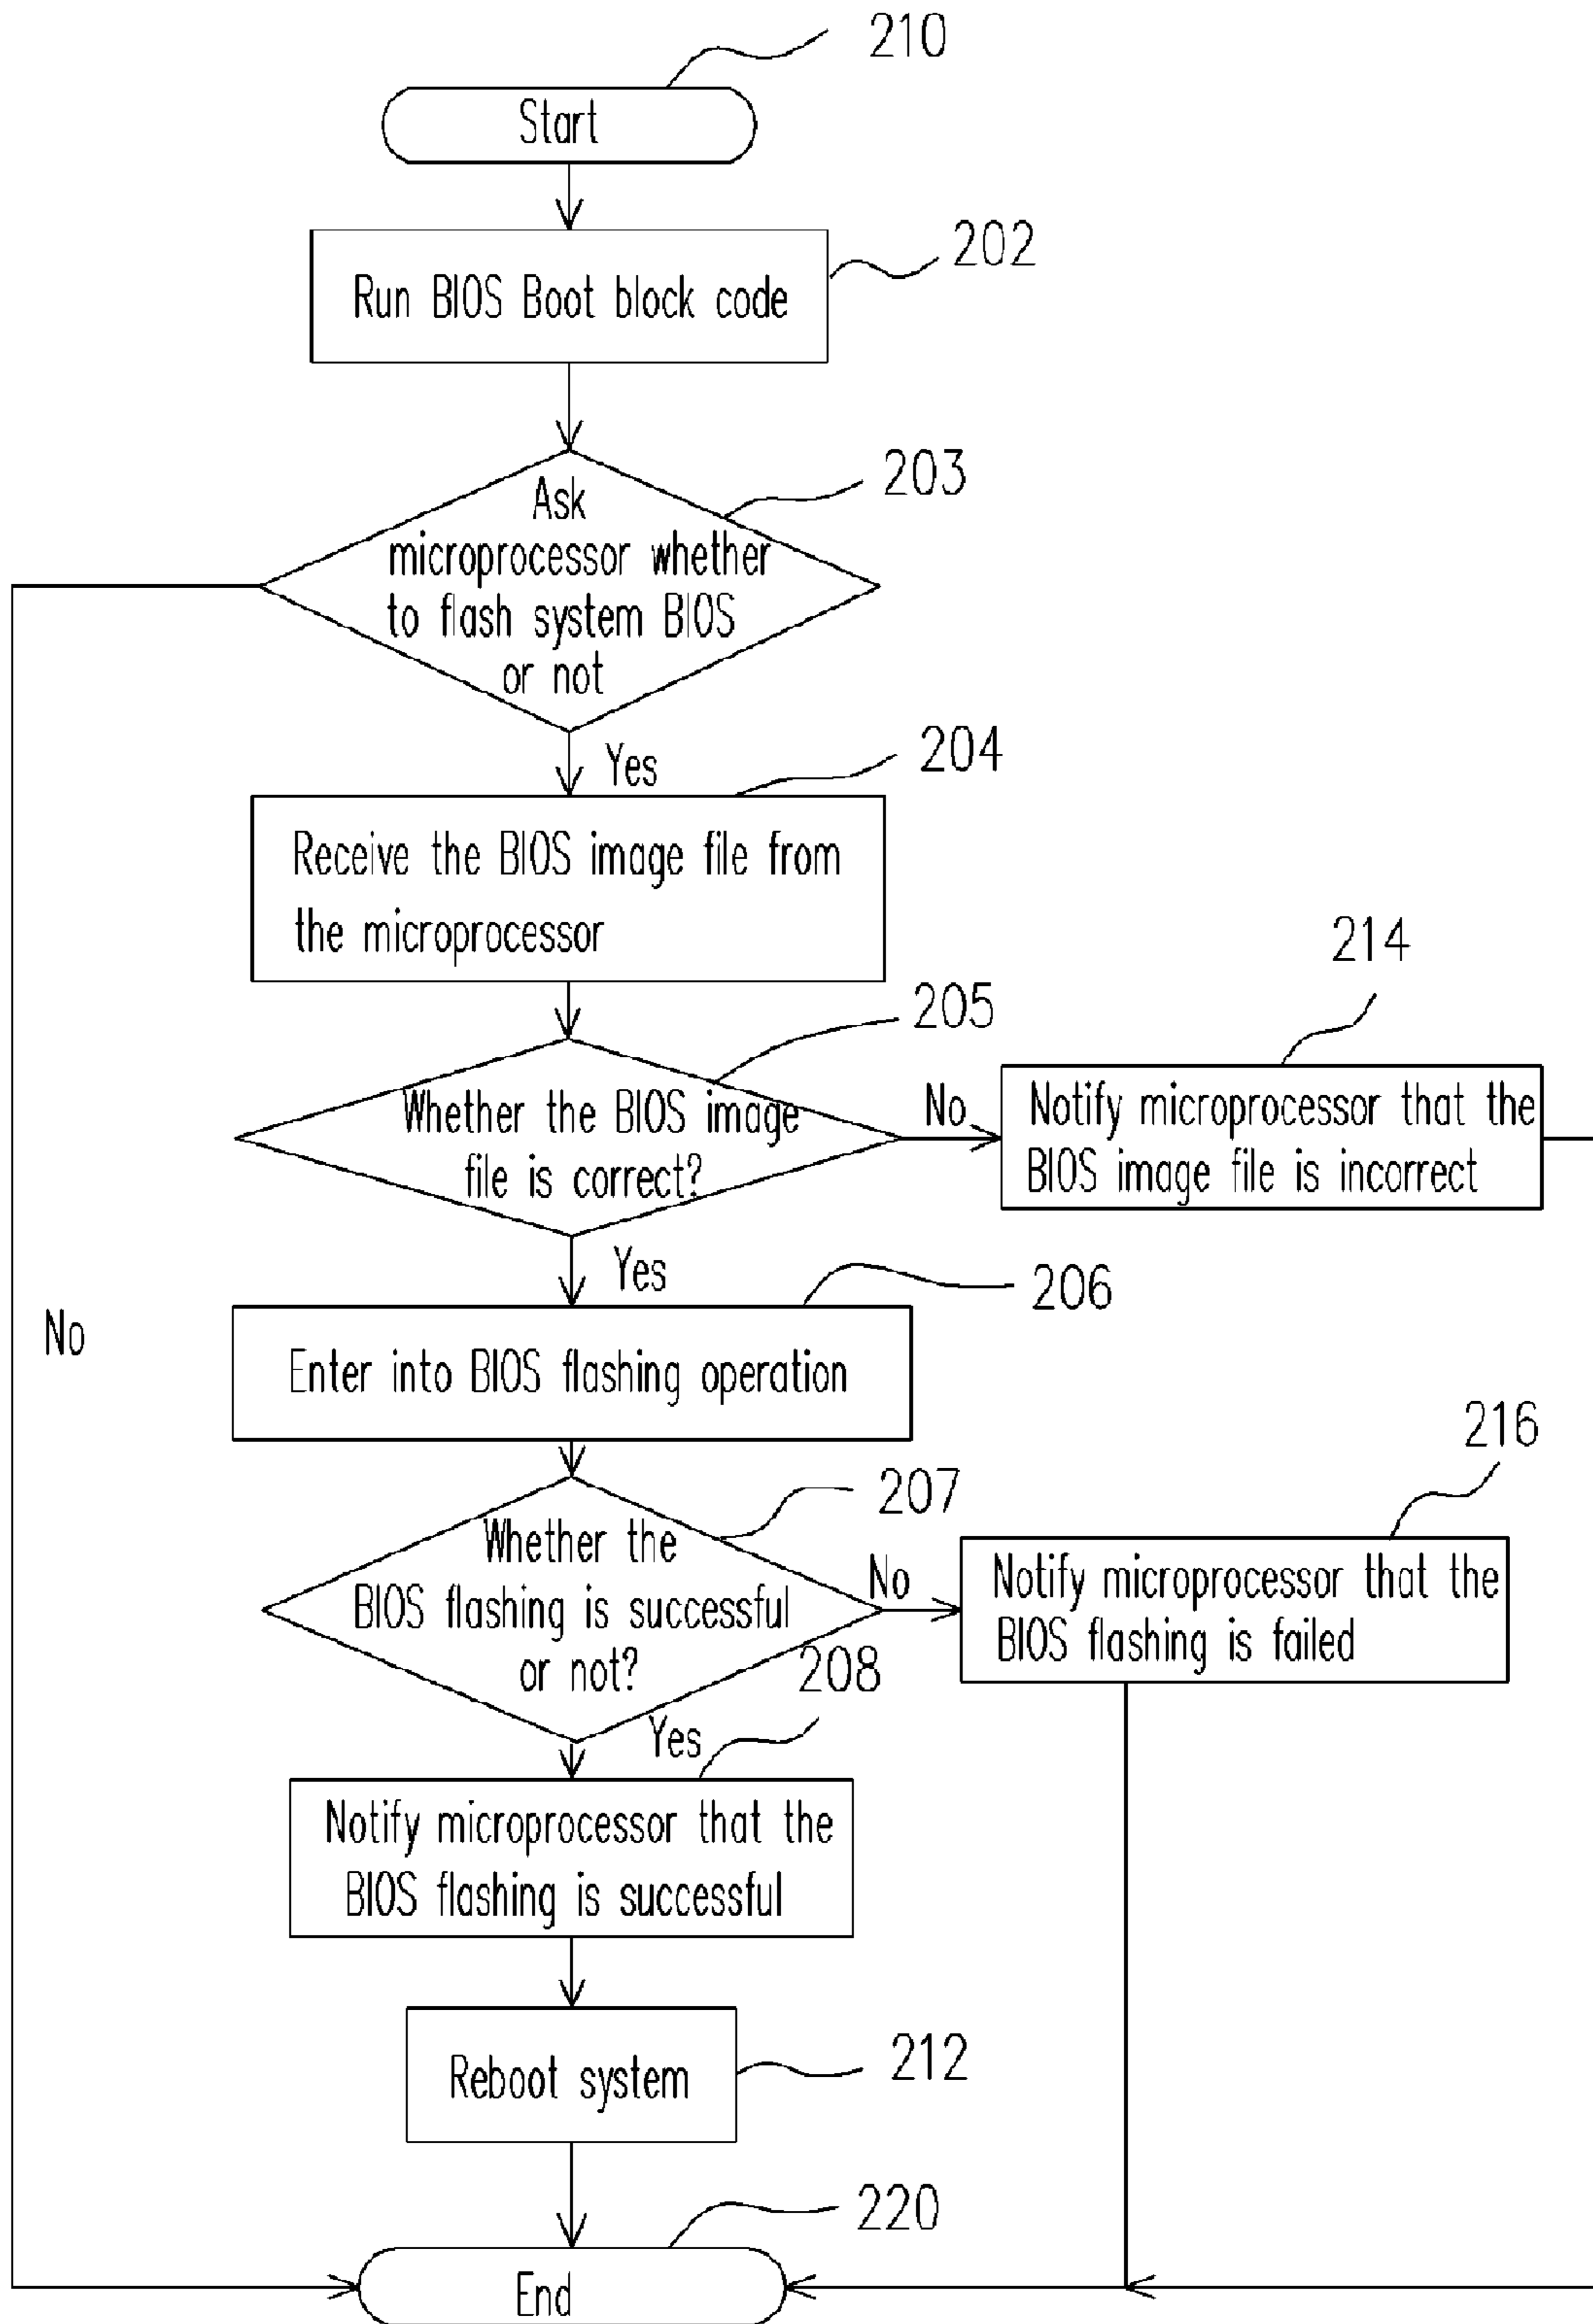 210
Start
202
Run BIOS Boot block code
203
Ask
microprocessor whether
to flash system BIOS
or not
Yes
204
Receive the BIOS image file from
the microprocessor
214
205
Whether the BIOS image
file is correct?
No
Notify microprocessor that the
BIOS image file is incorrect
Yes
206
No
Enter into BIOS flashing operation
216
207
Whether the
BIOS flashing is successful
or not?
No
Notify microprocessor that the
BIOS flashing is failed
208
Yes
Notify microprocessor that the
BIOS flashing is successful
Reboot system
212
220
End